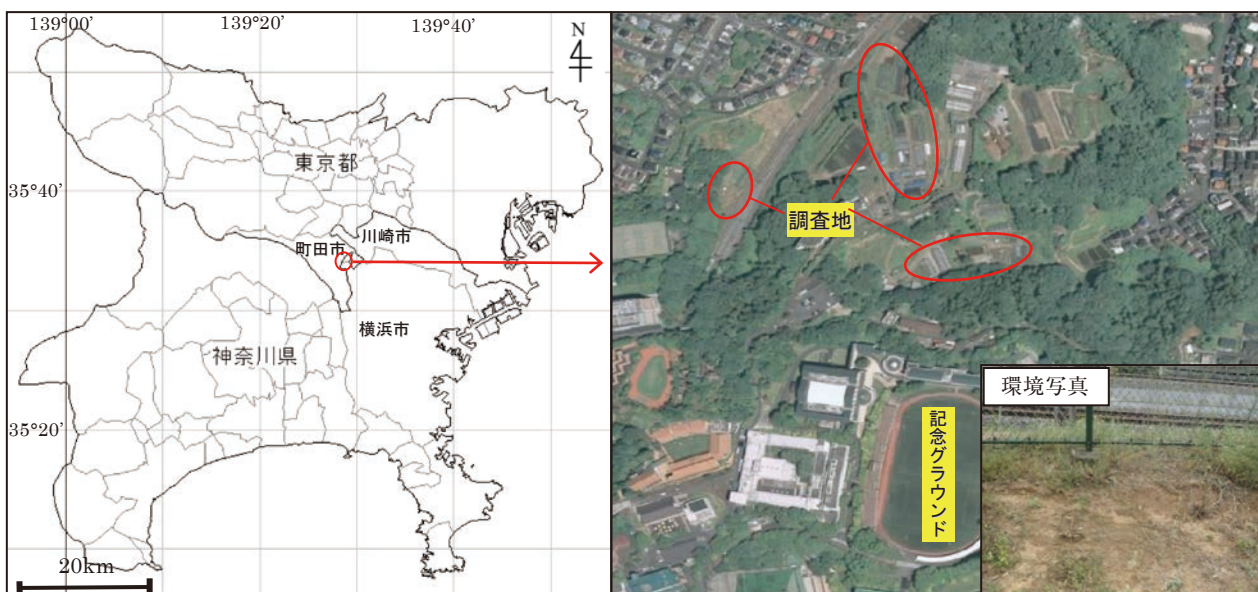 139°00’
139°20’
139°40’
N
東京都
35°40’
川崎市
町田市
横浜市
神奈川県
35°20’
20km
調査地
環境写真
記念グラウンド